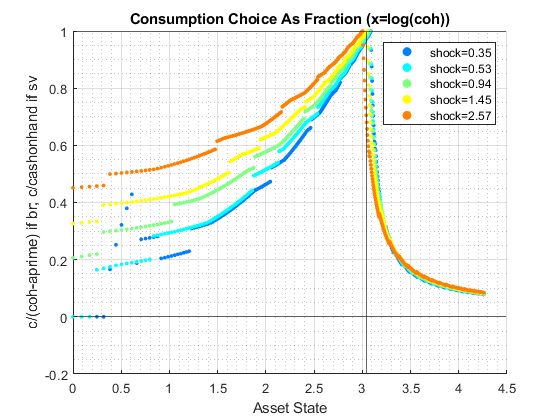 Consumption Choice As Fraction (x=log(coh))
c/(coh-aprime) if br; c/cashonhand if sv
1
0.8
0.6
0.4
0.2
0
-0.2
shock=0.35
shock=0.53
shock=0.94
shock=1.45
shock=2.57
0 0.5 1 1.5 2 2.5 3 3.5 4 4.5
Asset State